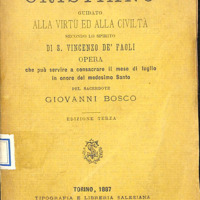 CRISTIANO
GUIDATO
ALLA VIRTÙ ED ALLA CIVILTÀ
SECONDO LO SPIRITO
DI S. VINCENZO DE' PAOLI
OPERA
che può servire a consacrare il mese di luglio
in onore del medesimo Santo
DEL SACERDOTE
GIOVANNI BOSCO
EDIZIONE TERZA
TORINO, 1887
TIPOGRAFIA E LIBRERIA SALESIANA